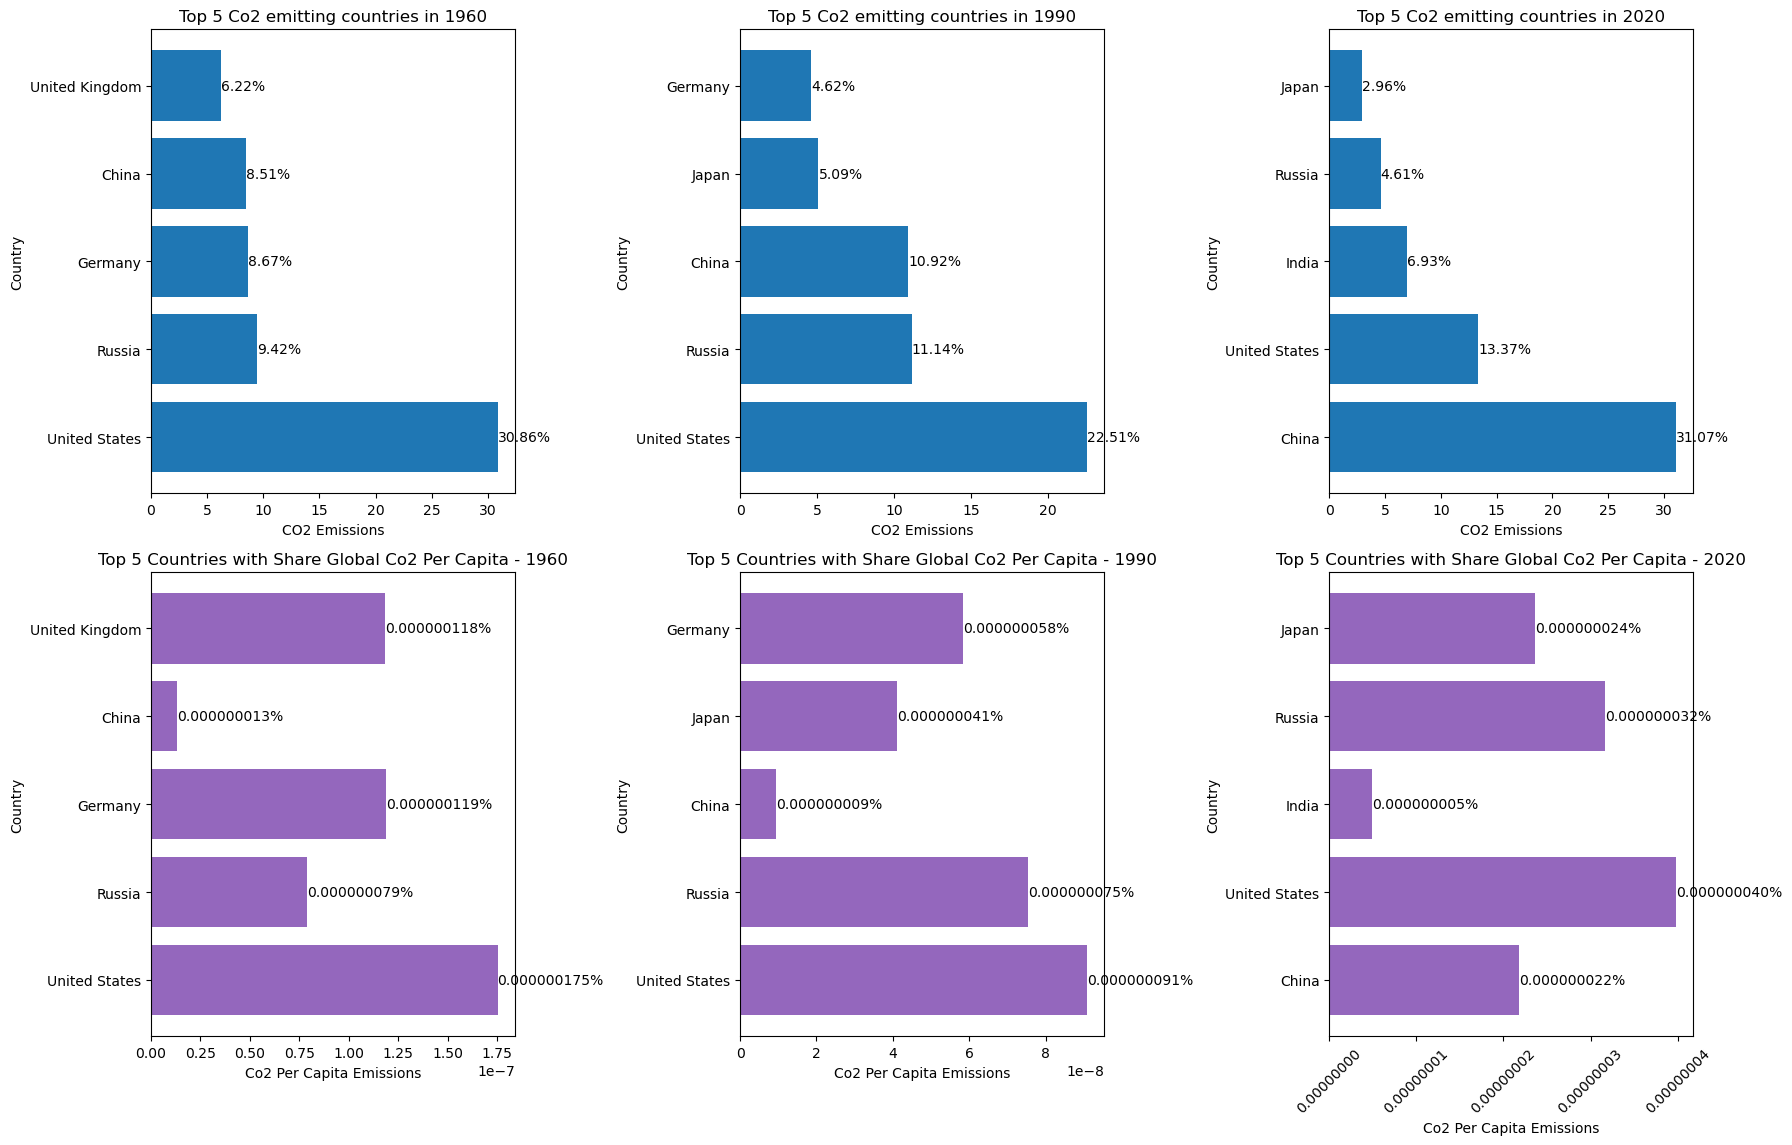 Top 5 Co2 emitting countries in 1960
United Kingdom
6.22%
China
8.51%
Germany
8.67%
Russia
9.42%
United States
30.86%
Country
0 5 10 15 20 25 30
CO2 Emissions
Top 5 Co2 emitting countries in 1990
Germany
4.62%
Japan
5.09%
China
10.92%
Russia
11.14%
United States
22.51%
Country
0 5 10 15 20
CO2 Emissions
Top 5 Co2 emitting countries in 2020
Japan
2.96%
Russia
4.61%
India
6.93%
United States
13.37%
China
31.07%
Country
0 5 10 15 20 25 30
CO2 Emissions
Top 5 Countries with Share Global Co2 Per Capita - 1960
United Kingdom
0.000000118%
China
0.000000013%
Germany
0.000000119%
Russia
0.000000079%
United States
0.000000175%
Country
0.00 0.25 0.50 0.75 1.00 1.25 1.50 1.75
Co2 Per Capita Emissions
1e−7
Top 5 Countries with Share Global Co2 Per Capita - 1990
Germany
0.000000058%
Japan
0.000000041%
China
0.000000009%
Russia
0.000000075%
United States
0.000000091%
Country
0 2 4 6 8
Co2 Per Capita Emissions
1e−8
Top 5 Countries with Share Global Co2 Per Capita - 2020
Japan
0.000000024%
Russia
0.000000032%
India
0.000000005%
United States
0.000000040%
China
0.000000022%
Country
0.00000000 0.00000001 0.00000002 0.00000003 0.00000004
Co2 Per Capita Emissions